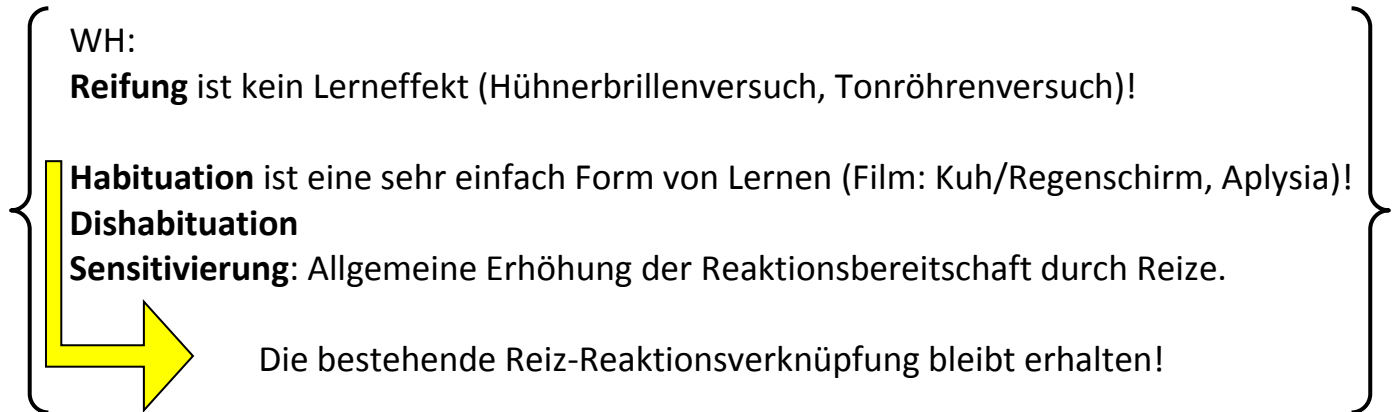 WH:
Reifung ist kein Lerneffekt (Hühnerbrillenversuch, Tonröhrenversuch)!
Habituation ist eine sehr einfach Form von Lernen (Film: Kuh/Regenschirm, Aplysia)!
Dishabituation
Sensitivierung: Allgemeine Erhöhung der Reaktionsbereitschaft durch Reize.
Die bestehende Reiz-Reaktionsverknüpfung bleibt erhalten!